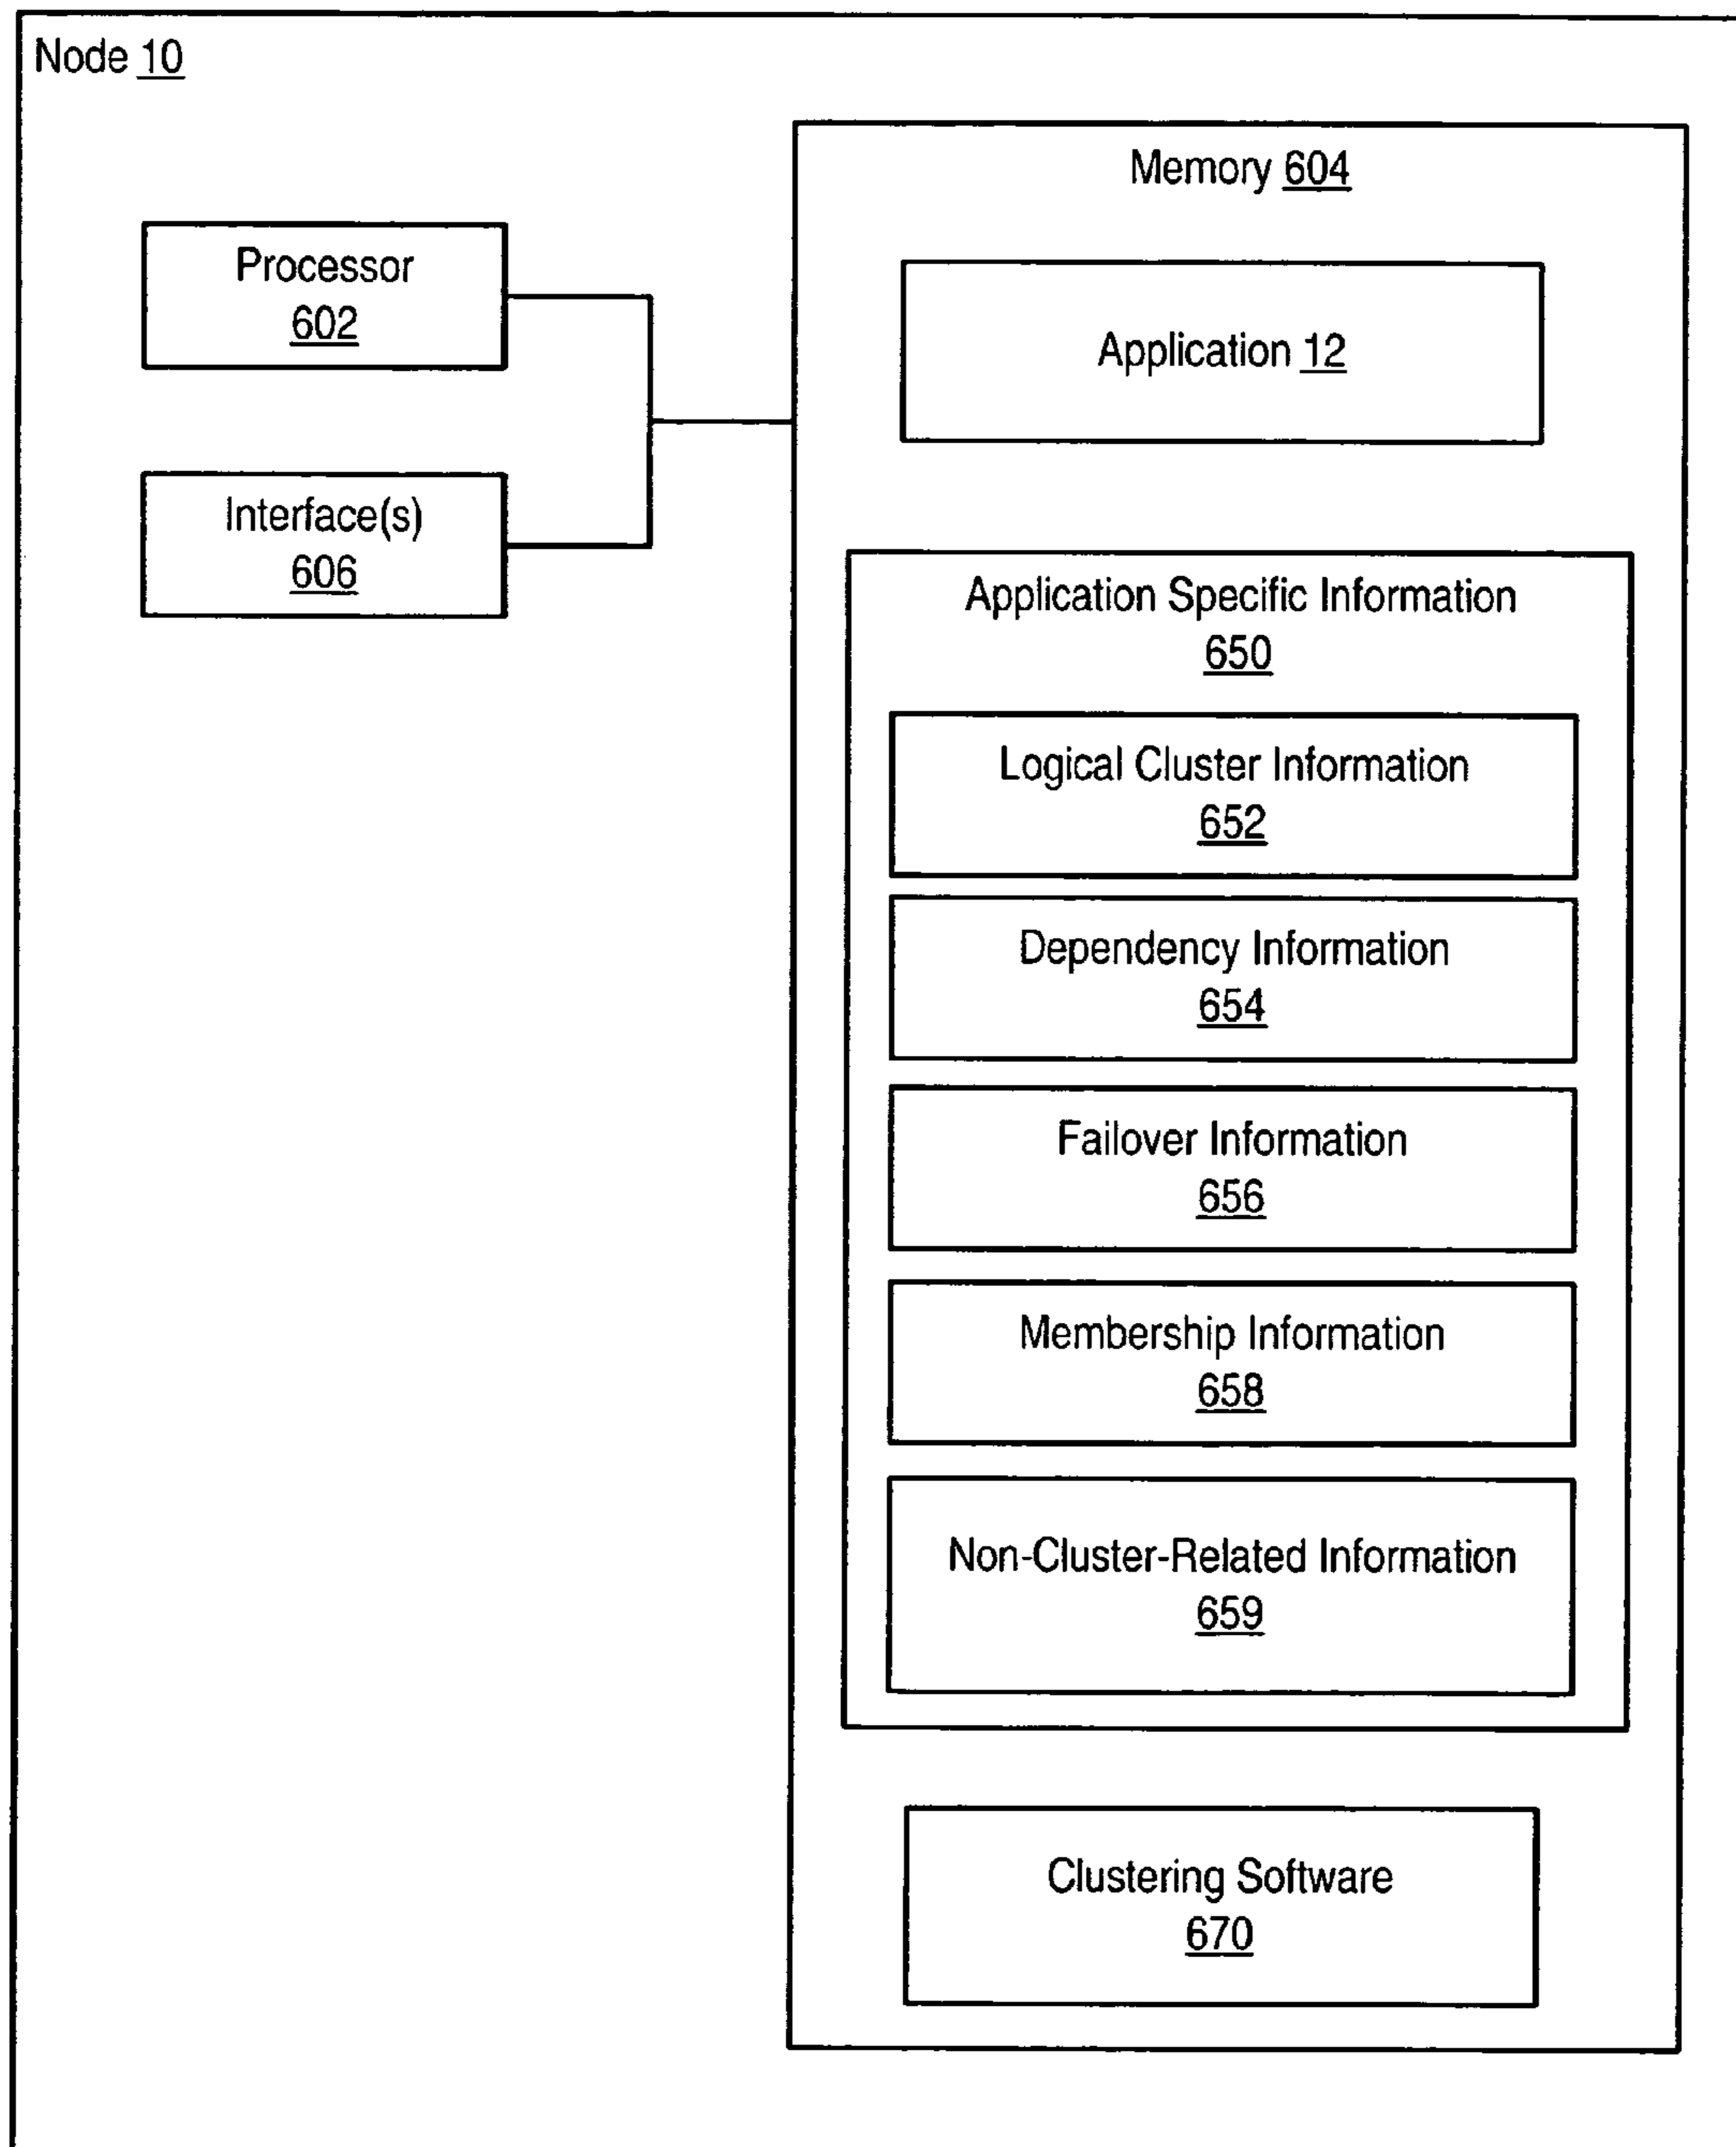 Node 10
Memory 604
Processor
602
Application 12
Interface(s)
606
Application Specific Information
650
Logical Cluster Information
652
Dependency Information
654
Failover Information
656
Membership Information
658
Non-Cluster-Related Information
659
Clustering Software
670